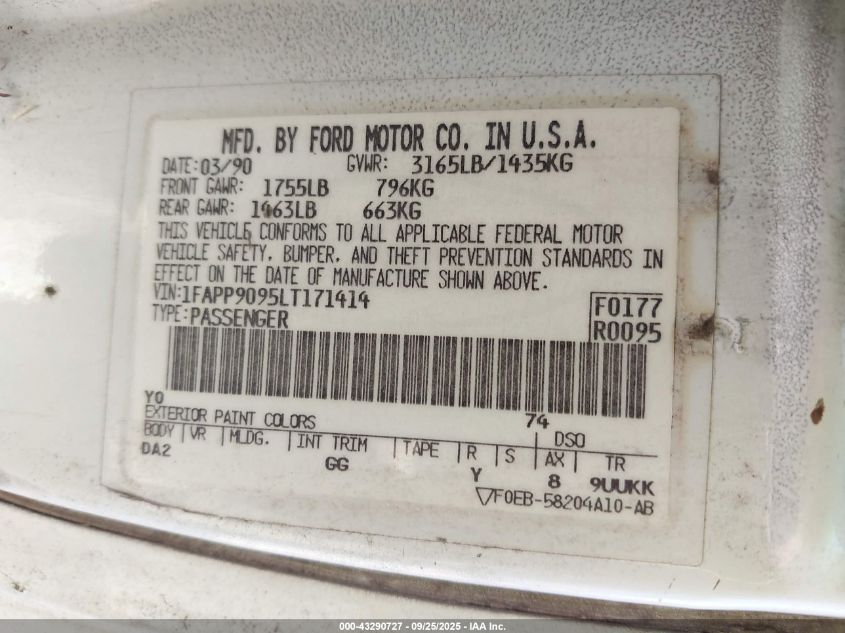 MFD. BY FORD MOTOR CO. IN U.S.A.
DATE: 03/90 GVWR: 3165LB/1435KG
FRONT GAWR: 1755LB 796KG
REAR GAWR: 1463LB 663KG
THIS VEHICLE CONFORMS TO ALL APPLICABLE FEDERAL MOTOR
VEHICLE SAFETY, BUMPER, AND THEFT PREVENTION STANDARDS IN
EFFECT ON THE DATE OF MANUFACTURE SHOWN ABOVE.
VIN:1FAPP9095LT171414 F0177
TYPE:PASSENGER R0095
YO 74
EXTERIOR PAINT COLORS DSO
BODY VR MLDG. INT TRIM TAPE R S AX TR
DA2 GG Y 8 9UUKK
F0EB-58204A10-AB
000-43290727 - 09/25/2025 - IAA Inc.